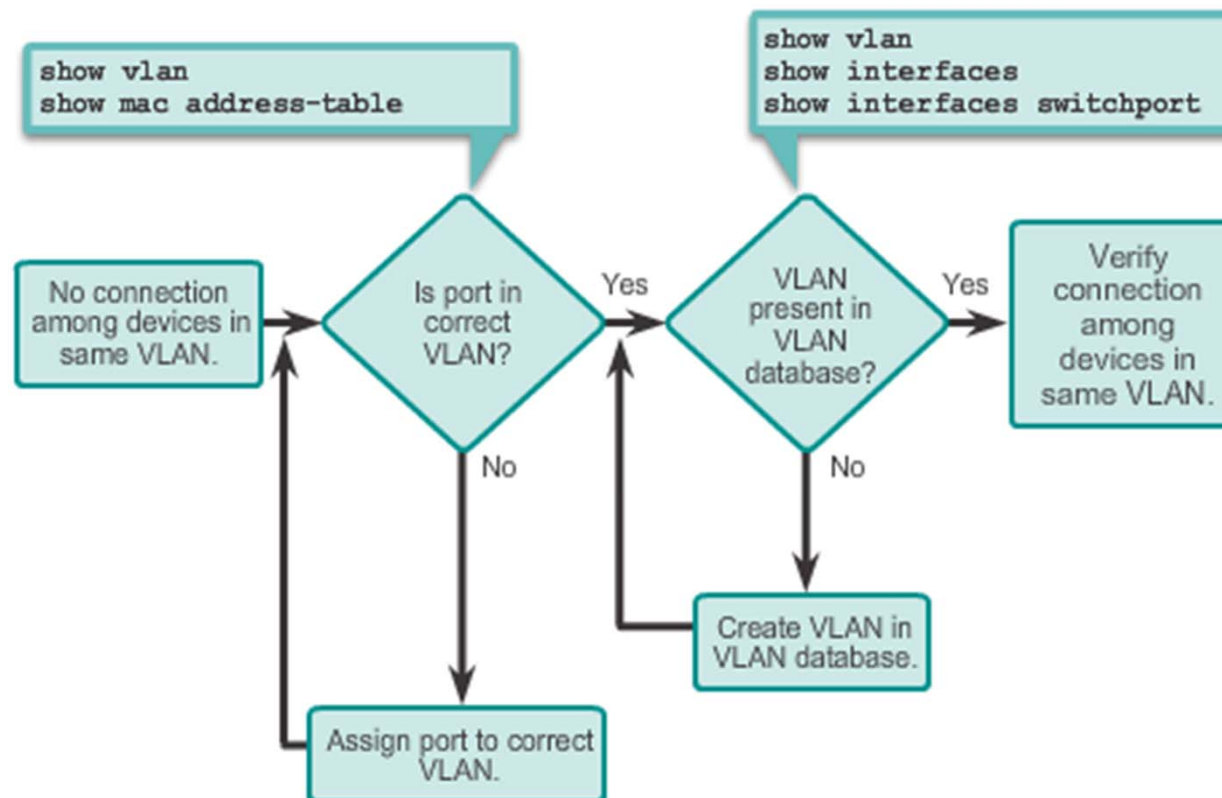 show vlan
show mac address-table
show vlan
show interfaces
show interfaces switchport
No connection
among devices in
same VLAN.
Is port in
correct
VLAN?
Yes
VLAN
present in
VLAN
database?
Yes
Verify
connection
among
devices in
same VLAN.
No
No
Create VLAN in
VLAN database.
Assign port to correct
VLAN.